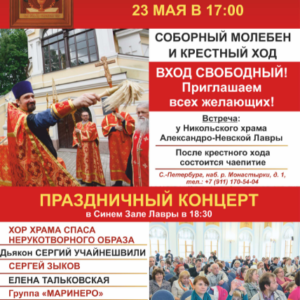 23 МАЯ В 17:00
СОБОРНЫЙ МОЛЕБЕН
И КРЕСТНЫЙ ХОД
ВХОД СВОБОДНЫЙ!
Приглашаем
всех желающих!
Встреча:
у Никольского храма
Александро-Невской Лавры
После крестного хода
состоится чаепитие
С.-Петербург, наб. р. Монастырки, д. 1,
тел.: +7 (911) 170-54-04
ПРАЗДНИЧНЫЙ КОНЦЕРТ
в Синем Зале Лавры в 18:30
ХОР ХРАМА СПАСА
НЕРУКОТВОРНОГО ОБРАЗА
Дьякон СЕРГИЙ УЧАЙНЕШВИЛИ
СЕРГЕЙ ЗЫКОВ
ЕЛЕНА ТАЛЬКОВСКАЯ
Группа «МАРИНЕРО»